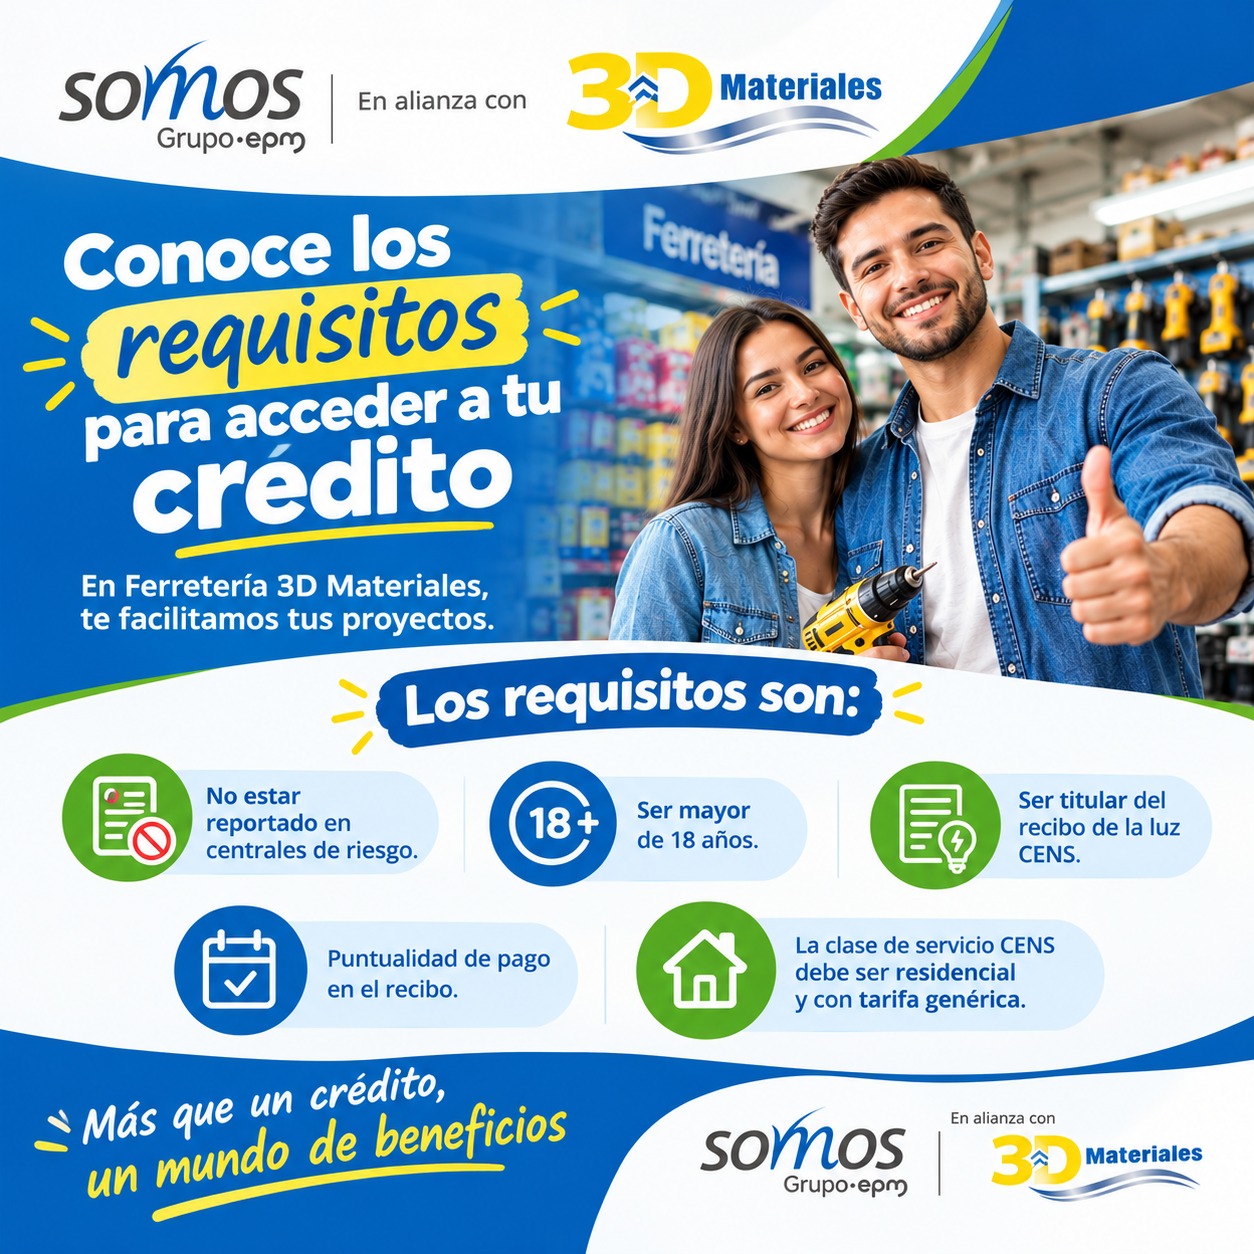 somos
Grupo·epm
En alianza con
3D Materiales
Ferretería
Conoce los
requisitos
para acceder a tu
crédito
En Ferretería 3D Materiales,
te facilitamos tus proyectos.
Los requisitos son:
No estar
reportado en
centrales de riesgo.
18+
Ser mayor
de 18 años.
Ser titular del
recibo de la luz
CENS.
Puntualidad de pago
en el recibo.
La clase de servicio CENS
debe ser residencial
y con tarifa genérica.
Más que un crédito,
un mundo de beneficios
somos
Grupo·epm
En alianza con
3D Materiales